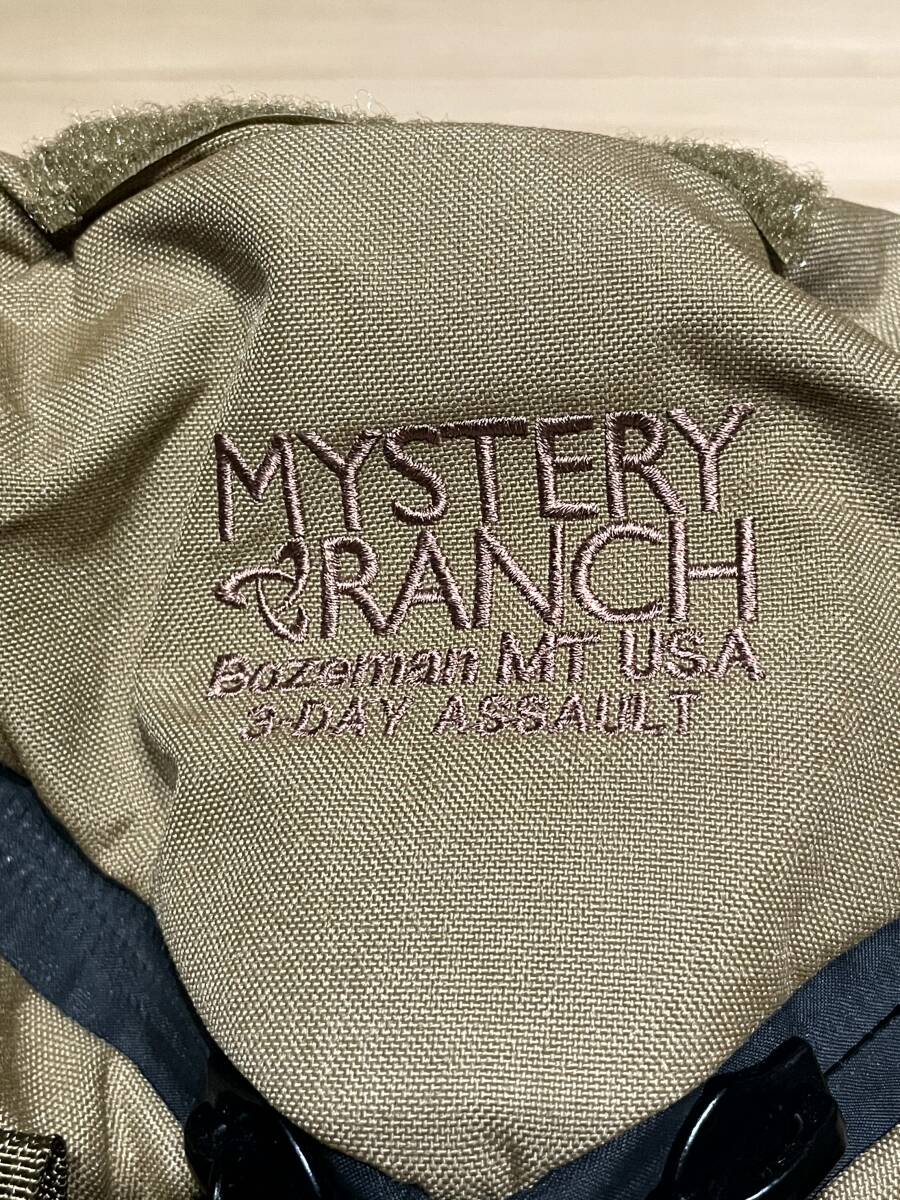 MYSTERY
RANCH
Bozeman MT USA
3-DAY ASSAULT